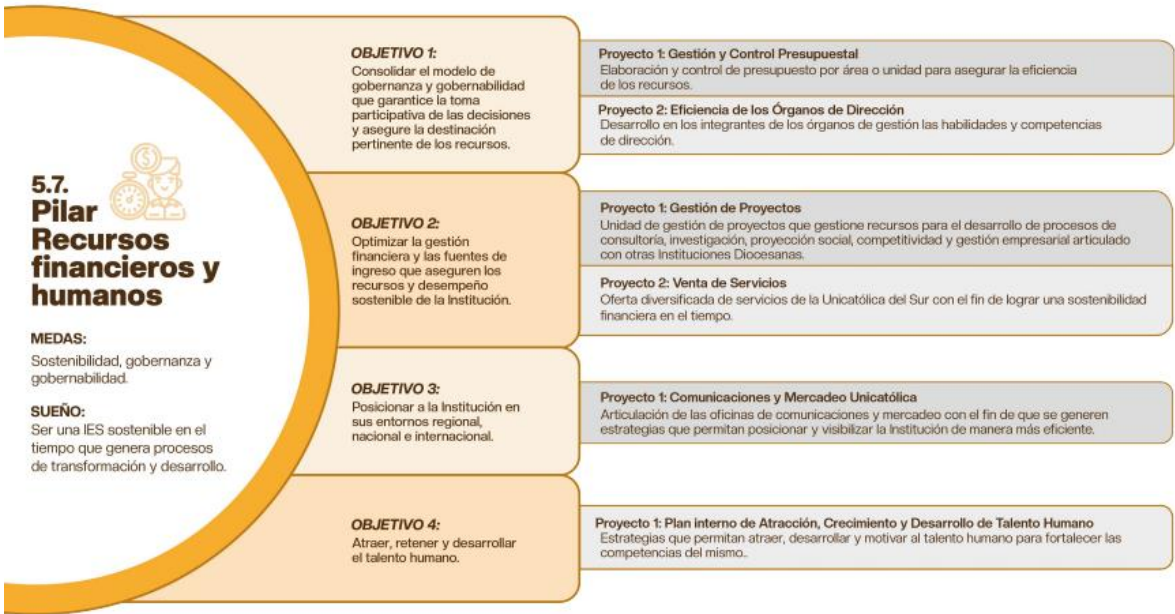 5.7.
Pilar
Recursos
financieros y
humanos
MEDAS:
Sostenibilidad, gobernanza y
gobernabilidad.
SUEÑO:
Ser una IES sostenible en el
tiempo que genera procesos
de transformación y desarrollo.
OBJETIVO 1:
Consolidar el modelo de
gobernanza y gobernabilidad
que garantice la toma
participativa de las decisiones
y asegure la destinación
pertinente de los recursos.
Proyecto 1: Gestión y Control Presupuestal
Elaboración y control de presupuesto por área o unidad para asegurar la eficiencia
de los recursos.
Proyecto 2: Eficiencia de los Órganos de Dirección
Desarrollo en los integrantes de los órganos de gestión las habilidades y competencias
de dirección.
OBJETIVO 2:
Optimizar la gestión
financiera y las fuentes de
ingreso que aseguren los
recursos y desempeño
sostenible de la Institución.
Proyecto 1: Gestión de Proyectos
Unidad de gestión de proyectos que gestione recursos para el desarrollo de procesos de
consultoría, investigación, proyección social, competitividad y gestión empresarial articulado
con otras Instituciones Diocesanas.
Proyecto 2: Venta de Servicios
Oferta diversificada de servicios de la Unicatólica del Sur con el fin de lograr una sostenibilidad
financiera en el tiempo.
OBJETIVO 3:
Posicionar a la Institución en
sus entornos regional,
nacional e internacional.
Proyecto 1: Comunicaciones y Mercadeo Unicatólica
Articulación de las oficinas de comunicaciones y mercadeo con el fin de que se generen
estrategias que permitan posicionar y visibilizar la Institución de manera más eficiente.
OBJETIVO 4:
Atraer, retener y desarrollar
el talento humano.
Proyecto 1: Plan interno de Atracción, Crecimiento y Desarrollo de Talento Humano
Estrategias que permitan atraer, desarrollar y motivar al talento humano para fortalecer las
competencias del mismo..